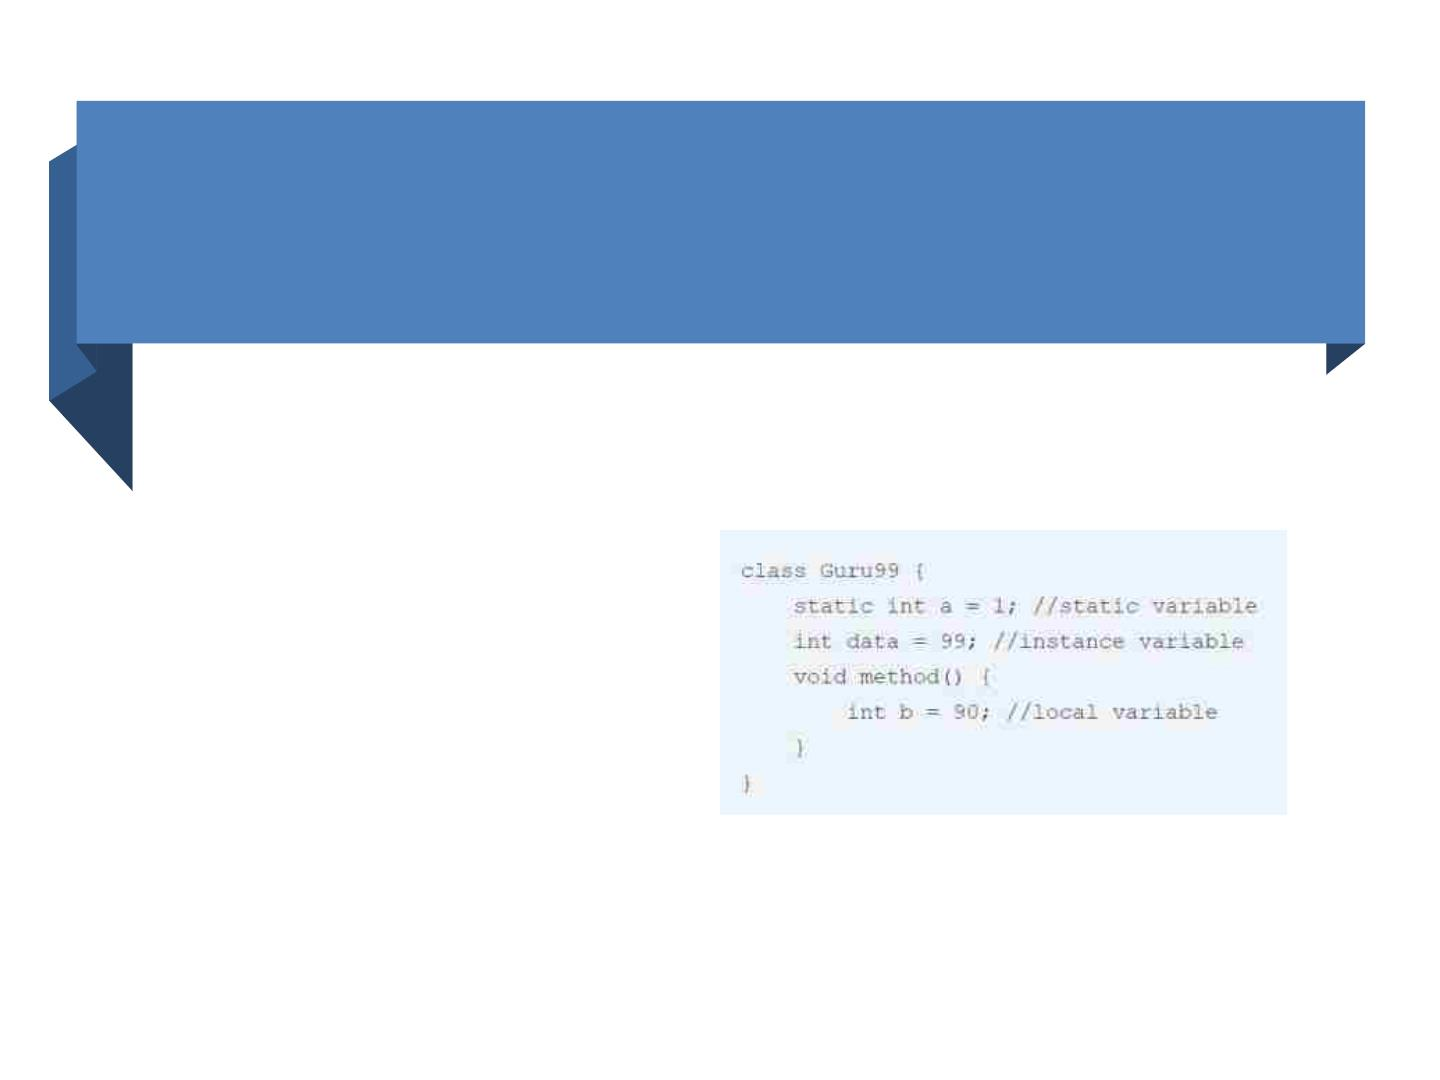 class Guru99 {
    static int a = 1; //static variable
    int data = 99; //instance variable
    void method() {
        int b = 90; //local variable
    }
}